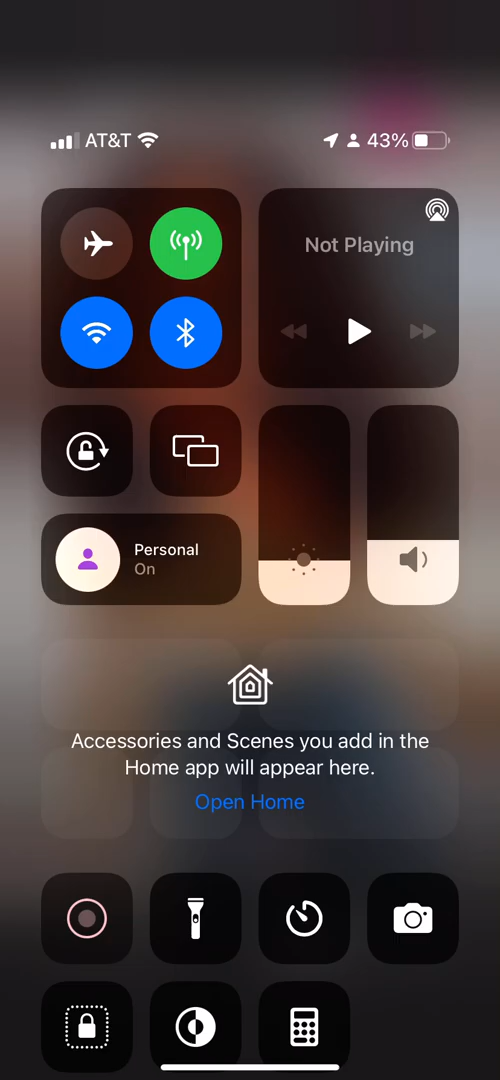 AT&T
43%
Not Playing
Personal
On
Accessories and Scenes you add in the
Home app will appear here.
Open Home